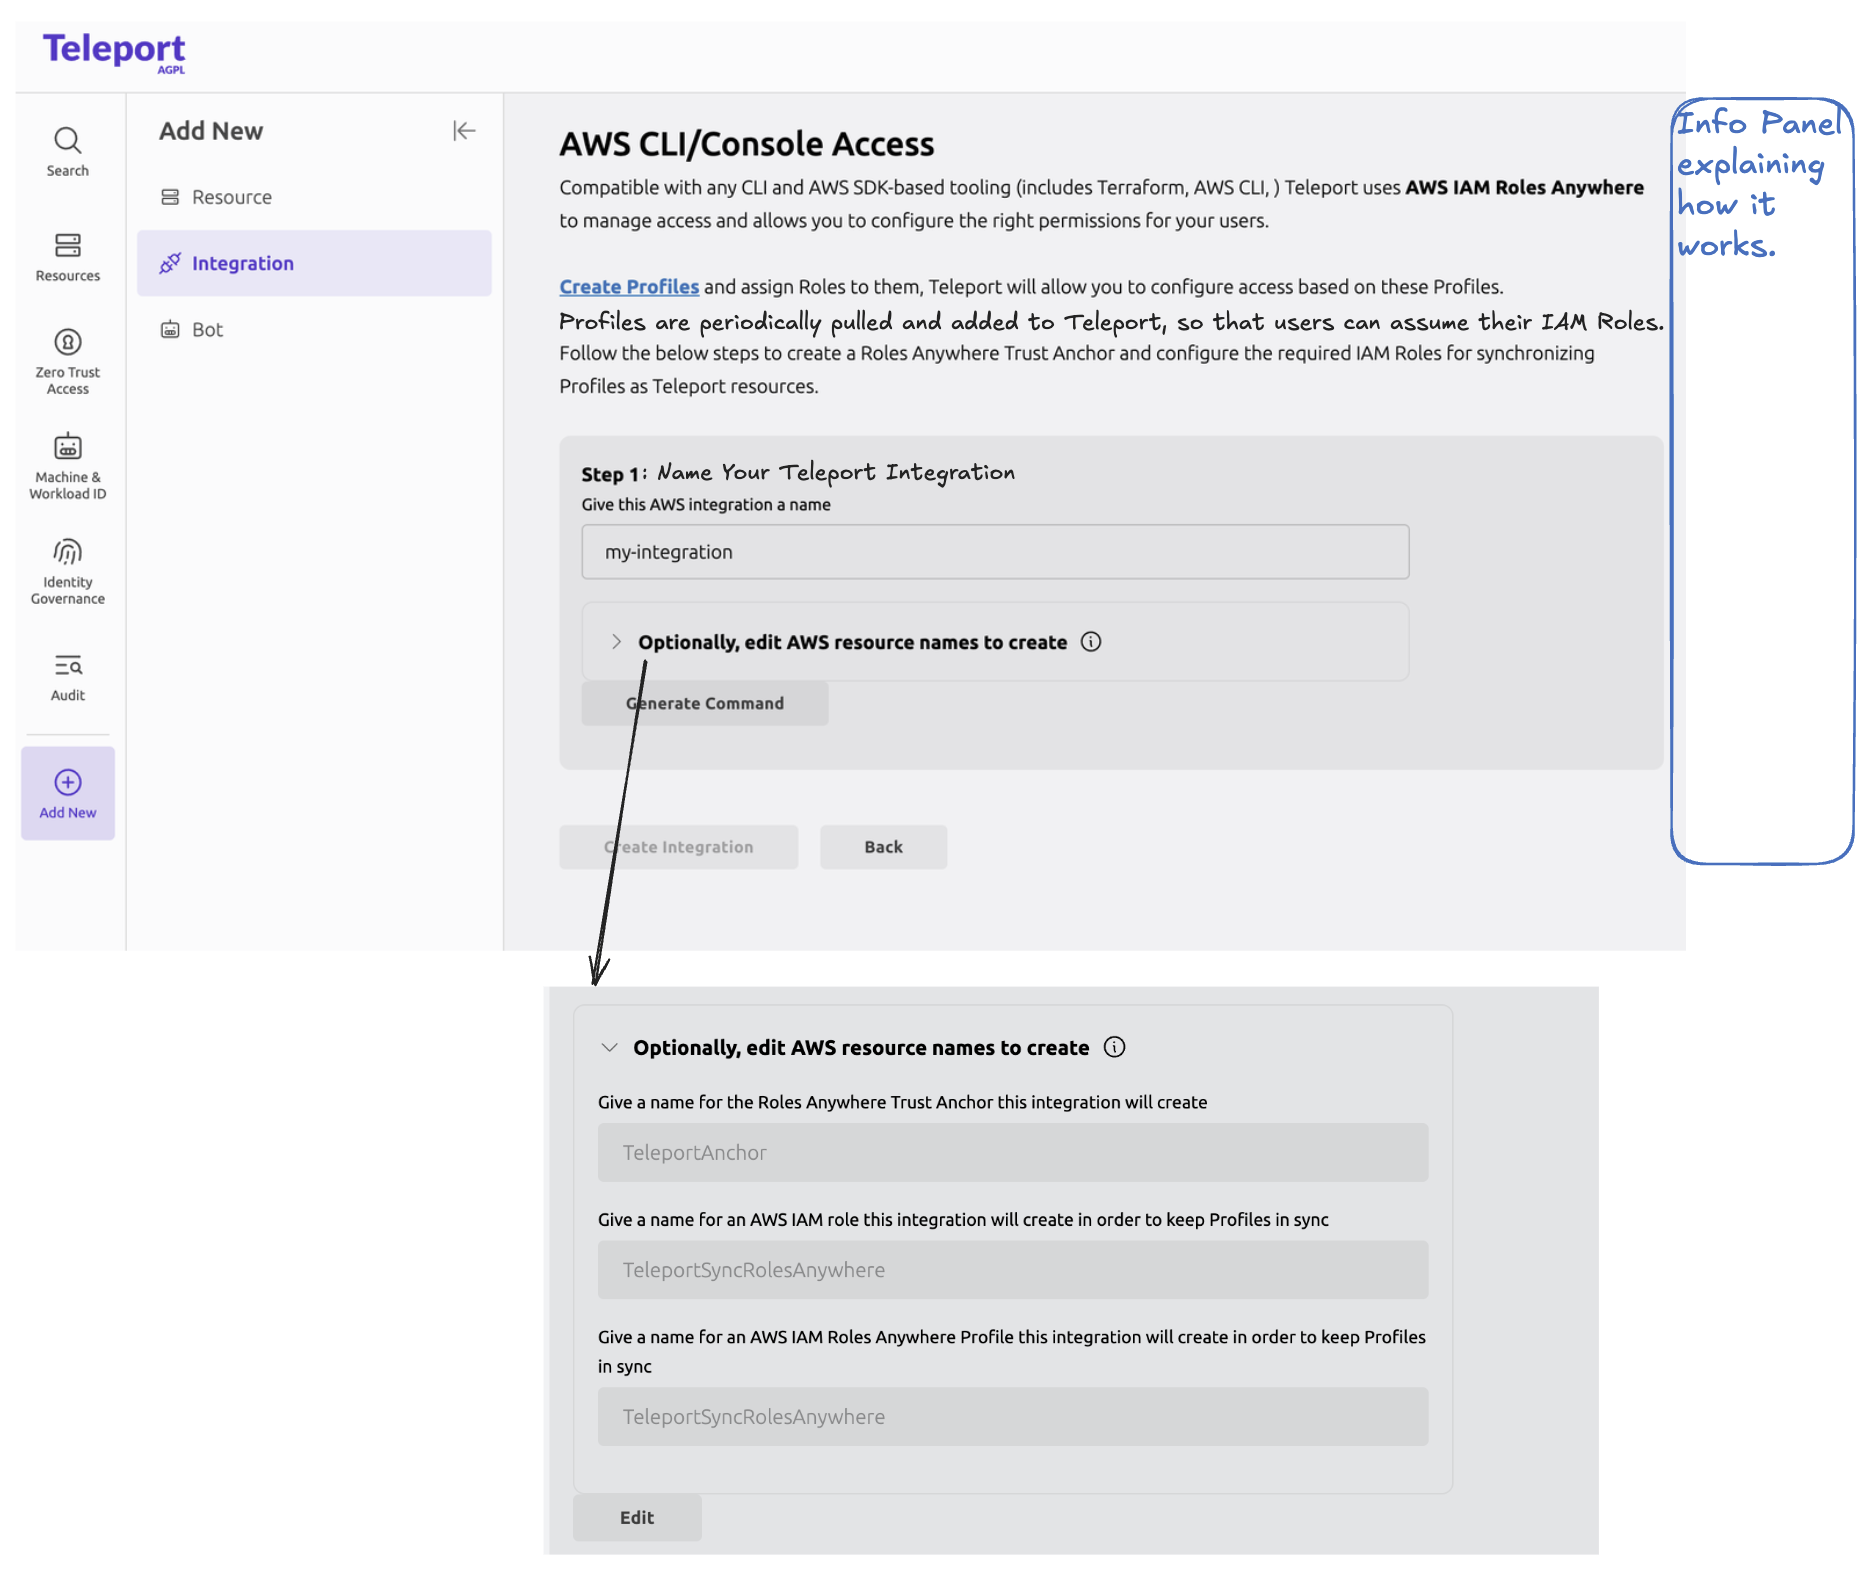 Teleport
AGPL
Search
Resources
Zero Trust
Access
Machine &
Workload ID
Identity
Governance
Audit
Add New
Add New
Resource
Integration
Bot
AWS CLI/Console Access
Compatible with any CLI and AWS SDK-based tooling (includes Terraform, AWS CLI, ) Teleport uses AWS IAM Roles Anywhere
to manage access and allows you to configure the right permissions for your users.
Create Profiles and assign Roles to them, Teleport will allow you to configure access based on these Profiles.
Profiles are periodically pulled and added to Teleport, so that users can assume their IAM Roles.
Follow the below steps to create a Roles Anywhere Trust Anchor and configure the required IAM Roles for synchronizing
Profiles as Teleport resources.
Step 1: Name Your Teleport Integration
Give this AWS integration a name
my-integration
Optionally, edit AWS resource names to create
Generate Command
Create Integration
Back
Info Panel
explaining
how it
works.
Optionally, edit AWS resource names to create
Give a name for the Roles Anywhere Trust Anchor this integration will create
TeleportAnchor
Give a name for an AWS IAM role this integration will create in order to keep Profiles in sync
TeleportSyncRolesAnywhere
Give a name for an AWS IAM Roles Anywhere Profile this integration will create in order to keep Profiles
in sync
TeleportSyncRolesAnywhere
Edit